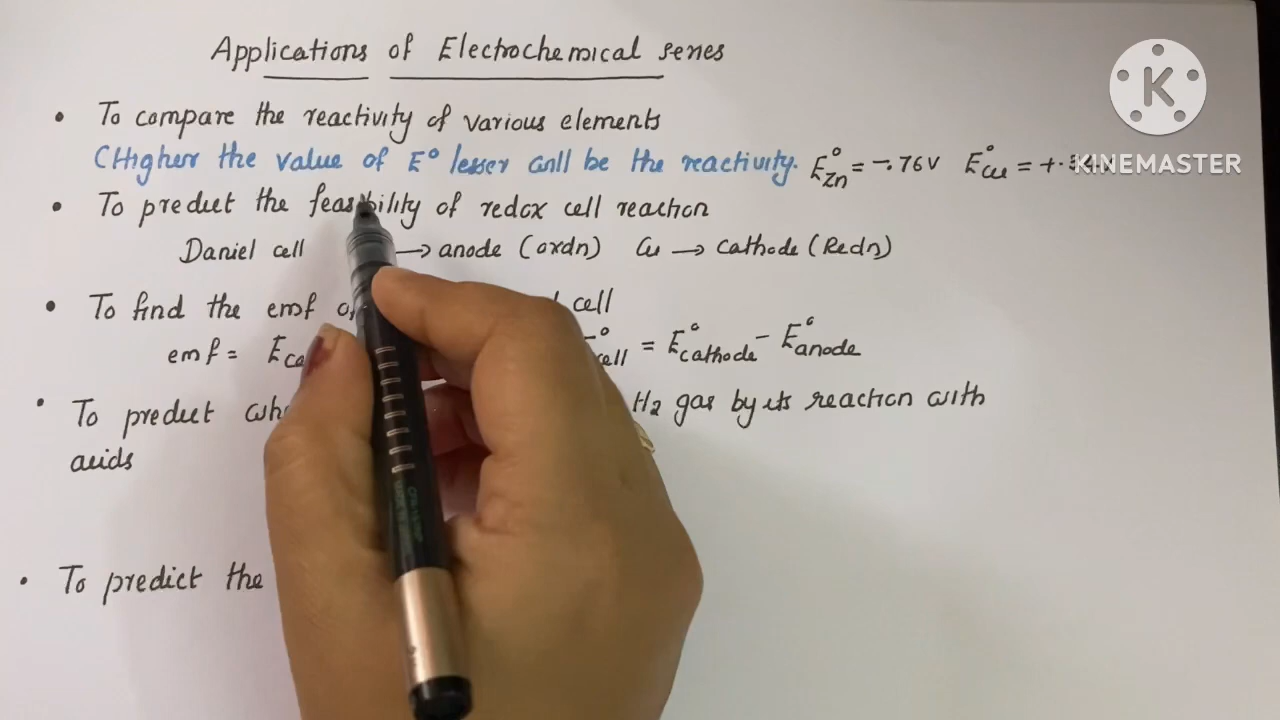 Applications of Electrochemical series
• To compare the reactivity of various elements
(Higher the value of E° lesser will be the reactivity. E°Zn = -.76V E°Cu = +.
KINEMASTER
• To predict the feasibility of redox cell reaction
Daniel cell → anode (oxdn) Cu → cathode (Redn)
• To find the emf cell
emf = = E°cathode - E°anode
• To predict H2 gas by its reaction with
acids
• To predict the